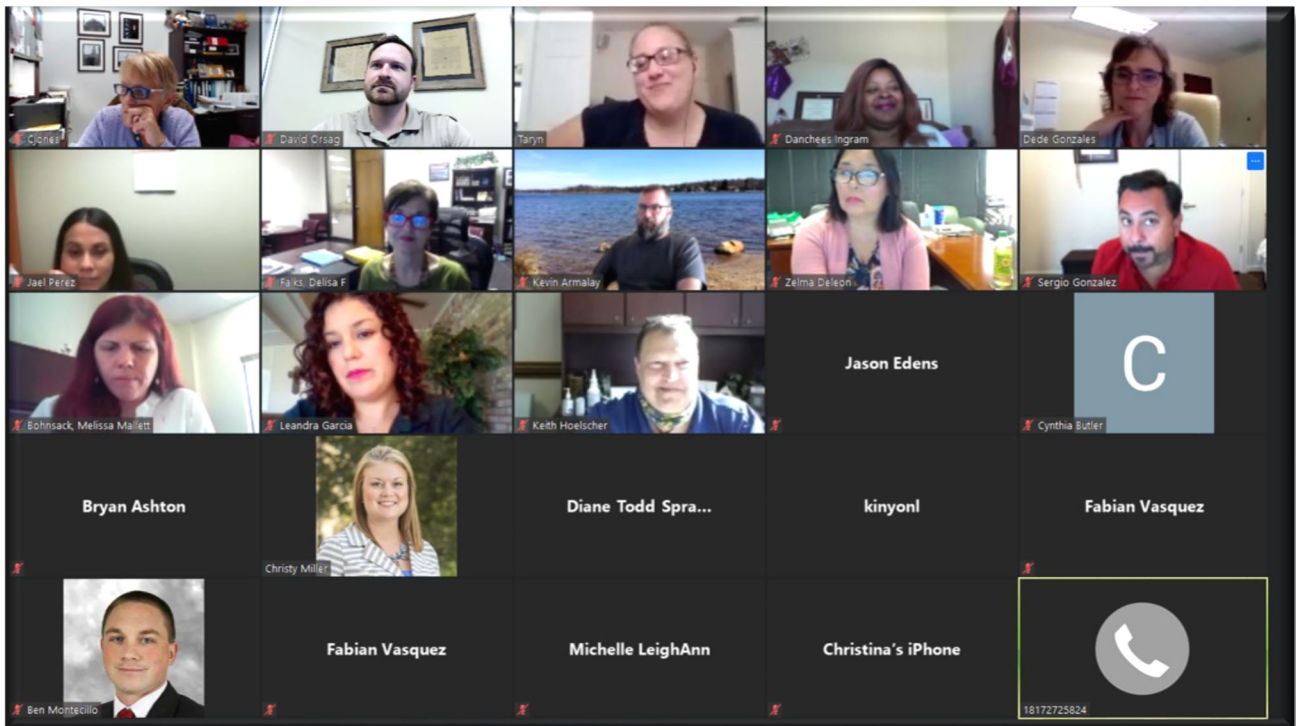 Cjones
David Orsag
Taryn
Danchees Ingram
Dede Gonzales
Jael Perez
Falks, Delisa F
Kevin Armalay
Zelma Deleon
Sergio Gonzalez
Bohnsack, Melissa Mallett
Leandra Garcia
Keith Hoelscher
Jason Edens
C
Cynthia Butler
Bryan Ashton
Christy Miller
Diane Todd Spra...
kinyonl
Fabian Vasquez
Ben Montecillo
Fabian Vasquez
Michelle LeighAnn
Christina's iPhone
18172725824